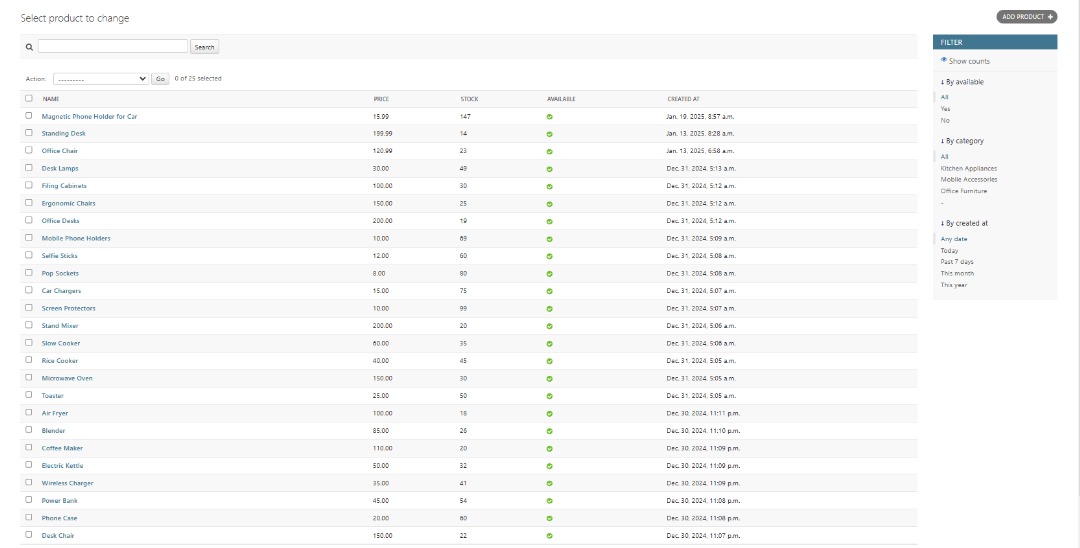 Select product to change
ADD PRODUCT +
Search
Action: --------- Go 0 of 25 selected
NAME PRICE STOCK AVAILABLE CREATED AT
Magnetic Phone Holder for Car 15.99 147 Jan. 19, 2025, 8:57 a.m.
Standing Desk 199.99 14 Jan. 13, 2025, 8:28 a.m.
Office Chair 120.99 23 Jan. 13, 2025, 6:58 a.m.
Desk Lamps 30.00 49 Dec. 31, 2024, 5:13 a.m.
Filing Cabinets 100.00 30 Dec. 31, 2024, 5:12 a.m.
Ergonomic Chairs 150.00 25 Dec. 31, 2024, 5:12 a.m.
Office Desks 200.00 19 Dec. 31, 2024, 5:12 a.m.
Mobile Phone Holders 10.00 69 Dec. 31, 2024, 5:09 a.m.
Selfie Sticks 12.00 60 Dec. 31, 2024, 5:08 a.m.
Pop Sockets 8.00 80 Dec. 31, 2024, 5:08 a.m.
Car Chargers 15.00 75 Dec. 31, 2024, 5:07 a.m.
Screen Protectors 10.00 99 Dec. 31, 2024, 5:07 a.m.
Stand Mixer 200.00 20 Dec. 31, 2024, 5:06 a.m.
Slow Cooker 60.00 35 Dec. 31, 2024, 5:06 a.m.
Rice Cooker 40.00 45 Dec. 31, 2024, 5:05 a.m.
Microwave Oven 150.00 30 Dec. 31, 2024, 5:05 a.m.
Toaster 25.00 50 Dec. 31, 2024, 5:05 a.m.
Air Fryer 100.00 18 Dec. 30, 2024, 11:11 p.m.
Blender 85.00 26 Dec. 30, 2024, 11:10 p.m.
Coffee Maker 110.00 20 Dec. 30, 2024, 11:09 p.m.
Electric Kettle 50.00 32 Dec. 30, 2024, 11:09 p.m.
Wireless Charger 35.00 41 Dec. 30, 2024, 11:09 p.m.
Power Bank 45.00 54 Dec. 30, 2024, 11:08 p.m.
Phone Case 20.00 60 Dec. 30, 2024, 11:08 p.m.
Desk Chair 150.00 22 Dec. 30, 2024, 11:07 p.m.
FILTER
Show counts
↓ By available
All
Yes
No
↓ By category
All
Kitchen Appliances
Mobile Accessories
Office Furniture
-
↓ By created at
Any date
Today
Past 7 days
This month
This year